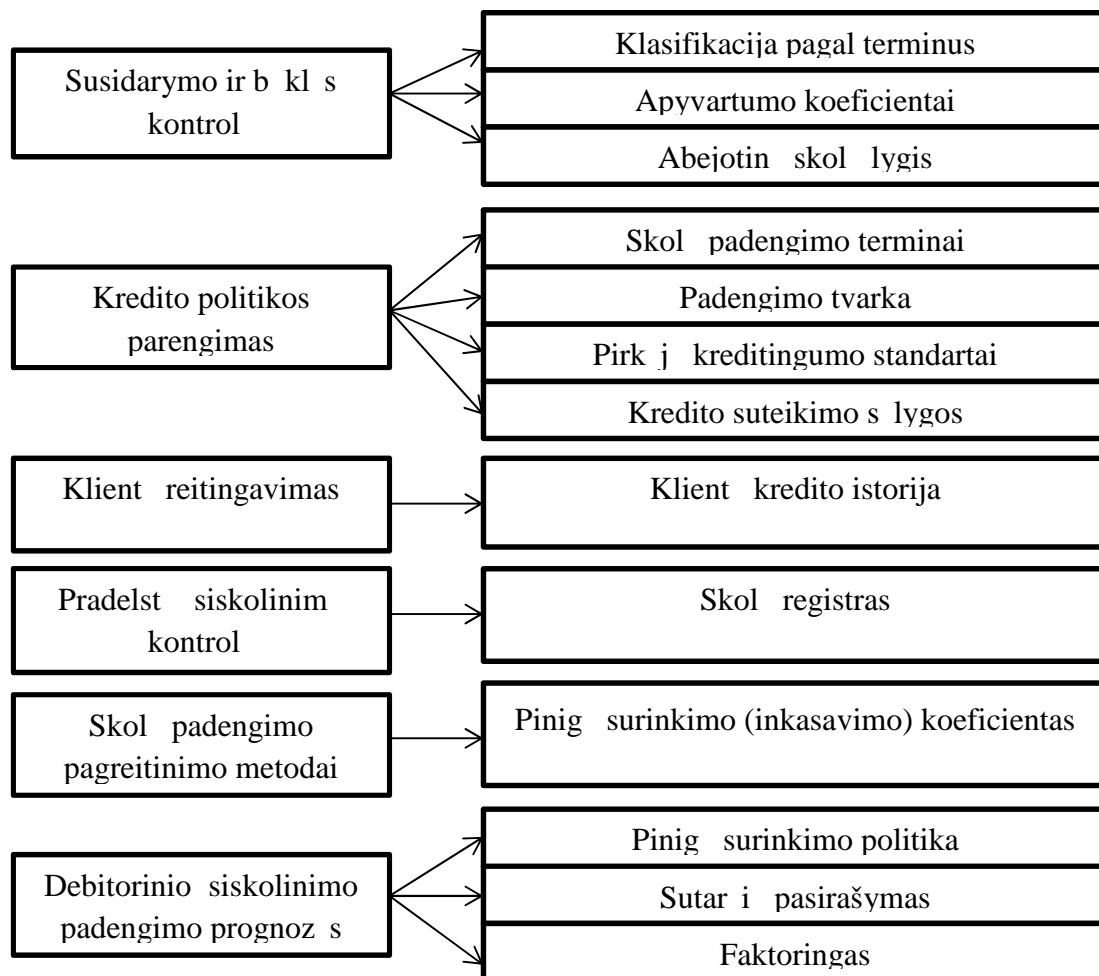 Susidarymo ir b kl s
kontrol
Klasifikacija pagal terminus
Apyvartumo koeficientai
Abejotin skol lygis
Kredito politikos
parengimas
Skol padengimo terminai
Padengimo tvarka
Pirk j kreditingumo standartai
Kredito suteikimo s lygos
Klient reitingavimas
Klient kredito istorija
Pradelst siskolinim
kontrol
Skol registras
Skol padengimo
pagreitinimo metodai
Pinig surinkimo (inkasavimo) koeficientas
Debitorinio siskolinimo
padengimo prognoz s
Pinig surinkimo politika
Sutar i pasirašymas
Faktoringas